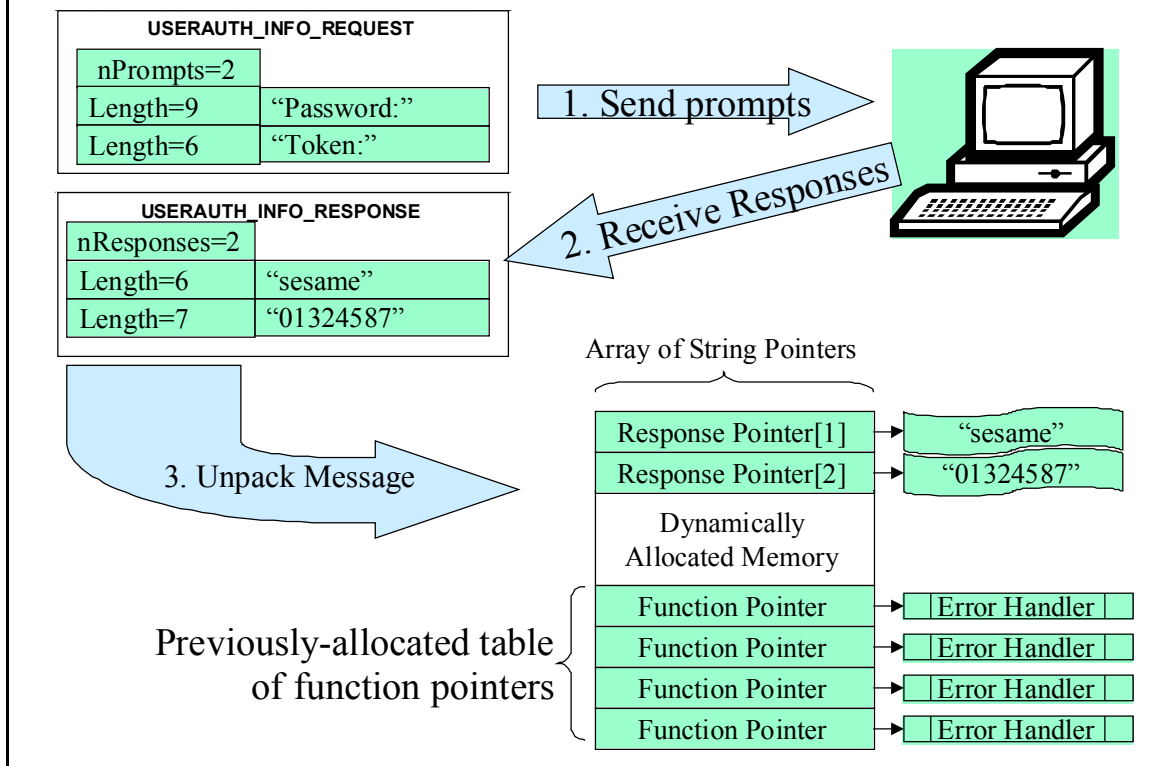 USERAUTH_INFO_REQUEST
nPrompts=2
Length=9 “Password:”
Length=6 “Token:”
1. Send prompts
2. Receive Responses
USERAUTH_INFO_RESPONSE
nResponses=2
Length=6 “sesame”
Length=7 “01324587”
3. Unpack Message
Array of String Pointers
Response Pointer[1] “sesame”
Response Pointer[2] “01324587”
Dynamically
Allocated Memory
Previously-allocated table
of function pointers
Function Pointer Error Handler
Function Pointer Error Handler
Function Pointer Error Handler
Function Pointer Error Handler